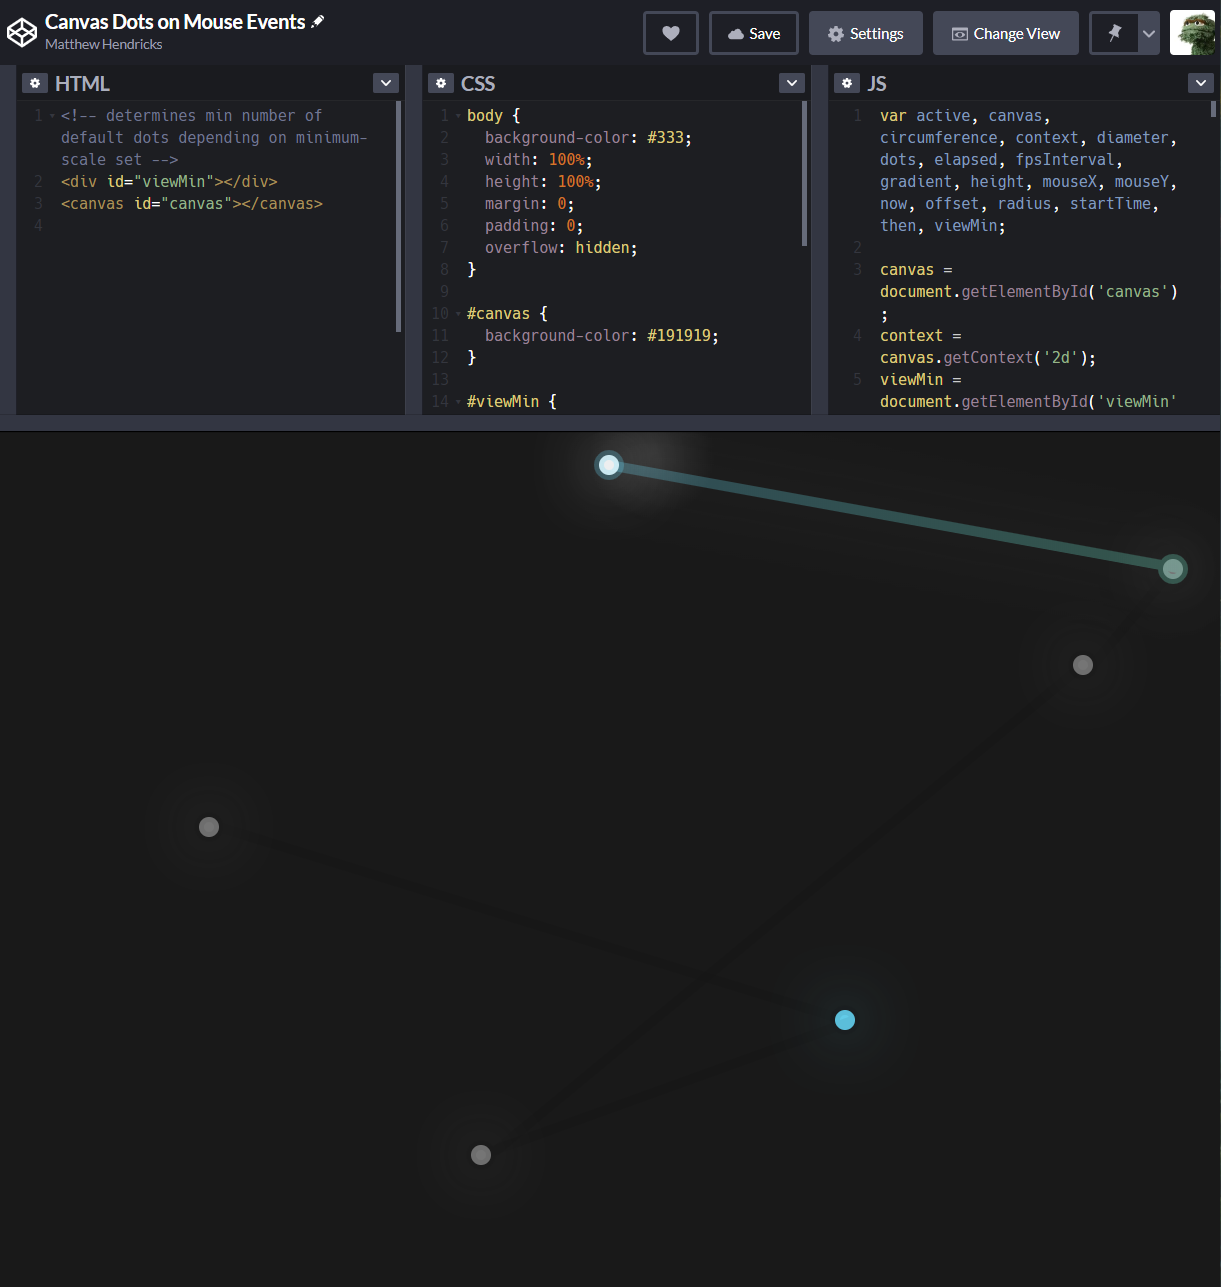 Canvas Dots on Mouse Events
Matthew Hendricks
Save
Settings
Change View
HTML
1 <!-- determines min number of
default dots depending on minimum-
scale set -->
2 <div id="viewMin"></div>
3 <canvas id="canvas"></canvas>
4
CSS
1 body {
2 background-color: #333;
3 width: 100%;
4 height: 100%;
5 margin: 0;
6 padding: 0;
7 overflow: hidden;
8 }
9
10 #canvas {
11 background-color: #191919;
12 }
13
14 #viewMin {
JS
1 var active, canvas,
circumference, context, diameter,
dots, elapsed, fpsInterval,
gradient, height, mouseX, mouseY,
now, offset, radius, startTime,
then, viewMin;
2
3 canvas =
document.getElementById('canvas')
;
4 context =
canvas.getContext('2d');
5 viewMin =
document.getElementById('viewMin'